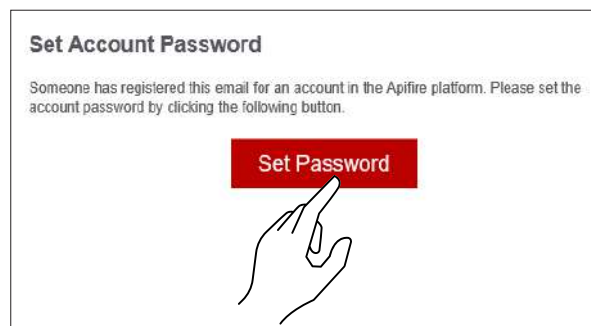 Set Account Password
Someone has registered this email for an account in the Apifire platform. Please set the
account password by clicking the following button.
Set Password